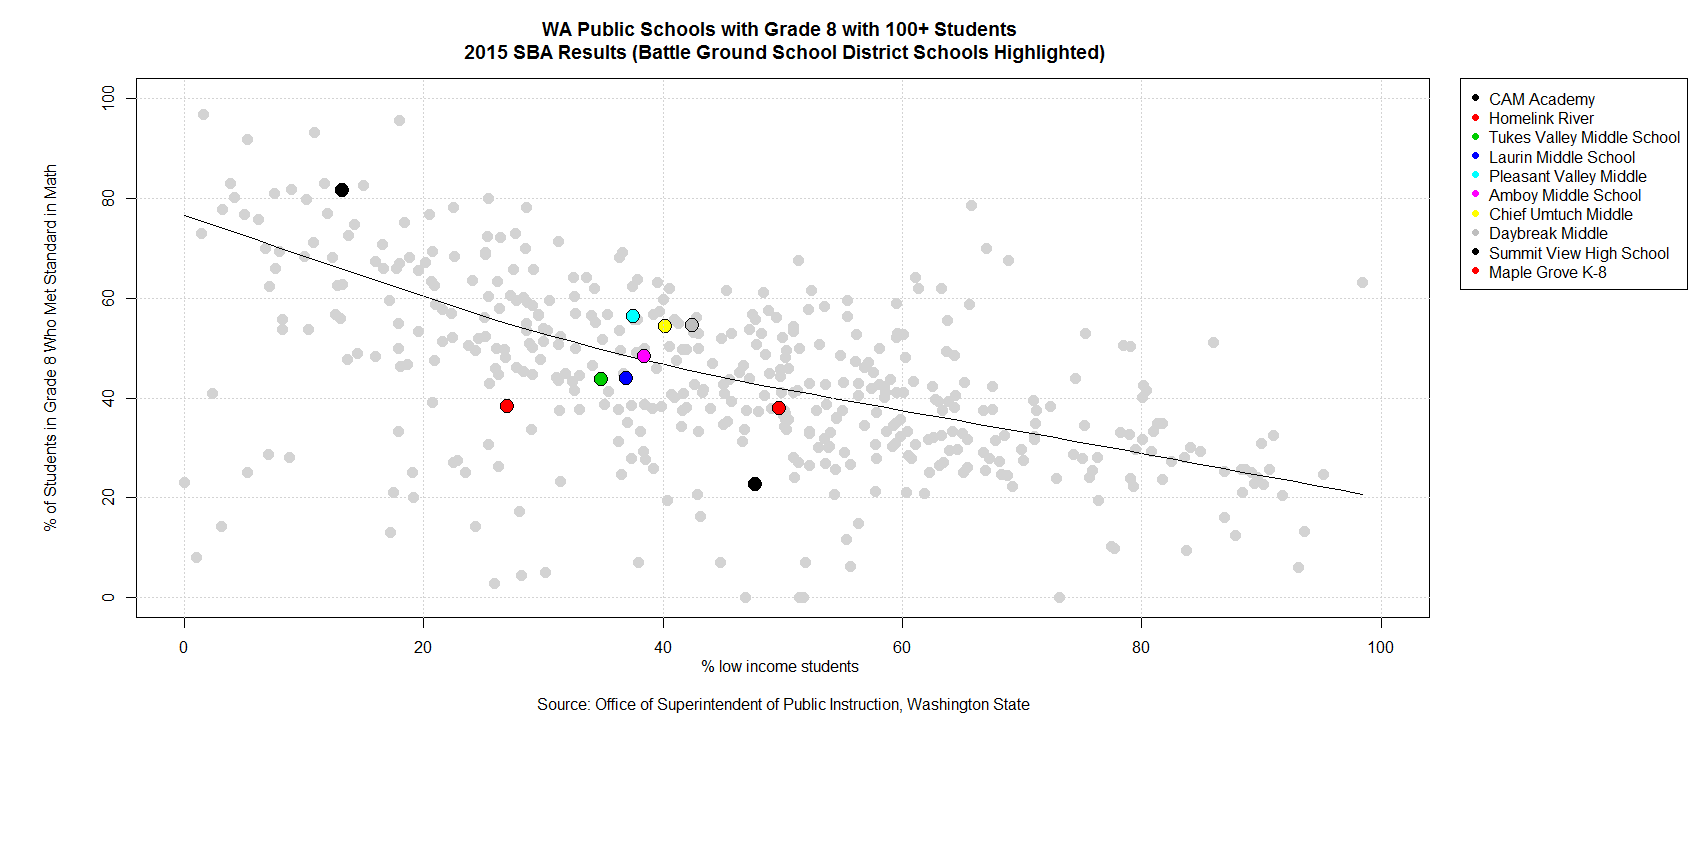 WA Public Schools with Grade 8 with 100+ Students
2015 SBA Results (Battle Ground School District Schools Highlighted)
% of Students in Grade 8 Who Met Standard in Math
100
80
60
40
20
0
0 20 40 60 80 100
% low income students
Source: Office of Superintendent of Public Instruction, Washington State
CAM Academy
Homelink River
Tukes Valley Middle School
Laurin Middle School
Pleasant Valley Middle
Amboy Middle School
Chief Umtuch Middle
Daybreak Middle
Summit View High School
Maple Grove K-8